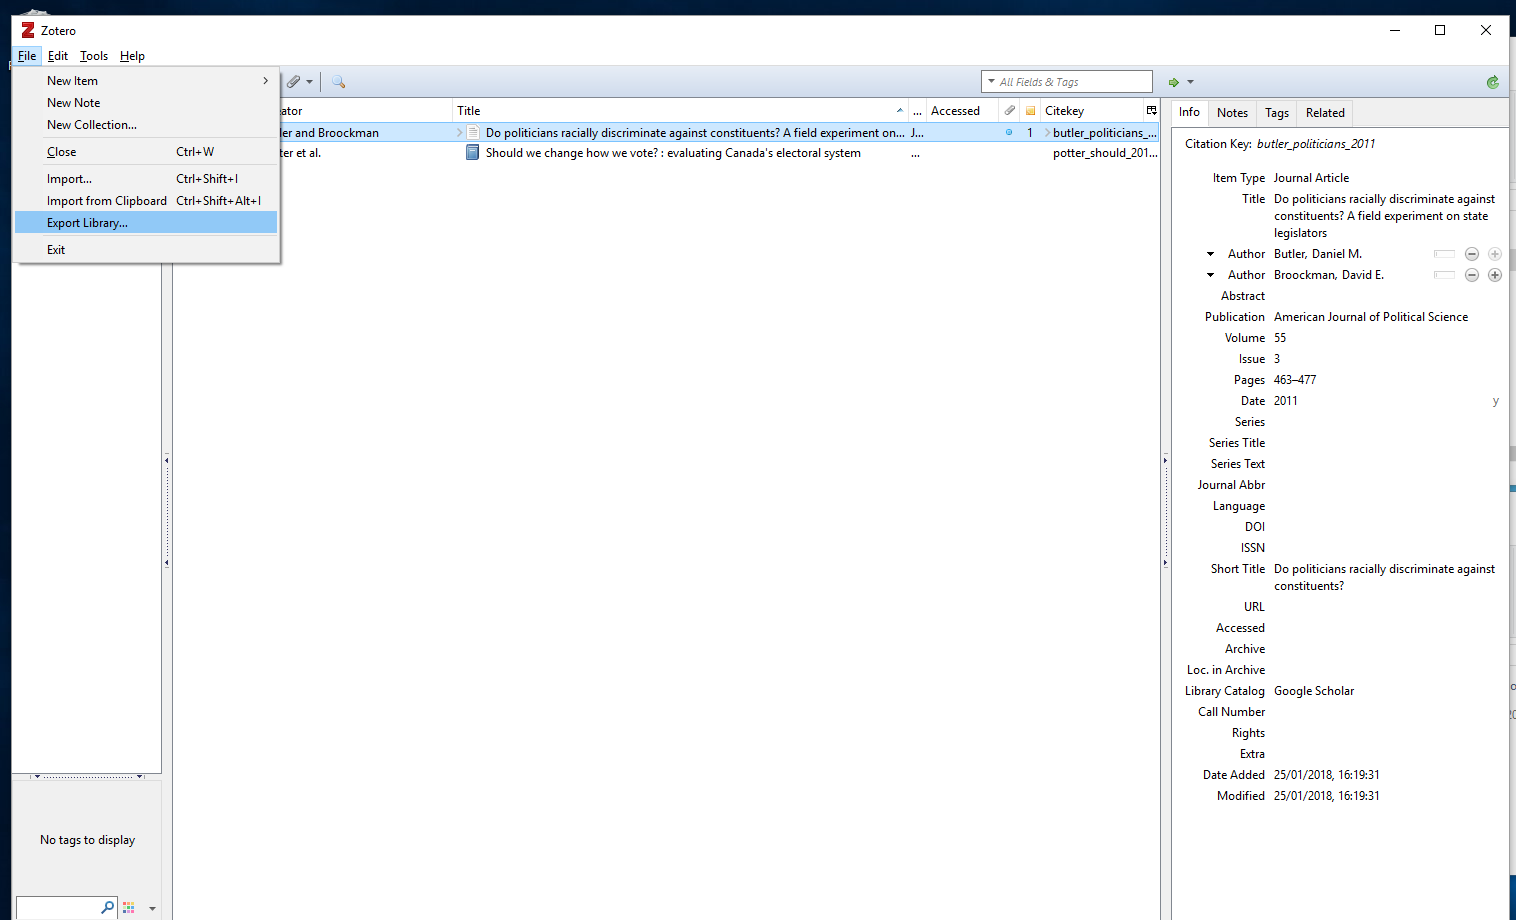 Zotero
File Edit Tools Help
New Item
New Note
New Collection...
Close Ctrl+W
Import... Ctrl+Shift+I
Import from Clipboard Ctrl+Shift+Alt+I
Export Library...
Exit
All Fields & Tags
ator Title ... Accessed Citekey
ler and Broockman Do politicians racially discriminate against constituents? A field experiment on... J... 1 butler_politicians_...
ter et al. Should we change how we vote? : evaluating Canada's electoral system ... potter_should_201...
Info Notes Tags Related
Citation Key: butler_politicians_2011
Item Type Journal Article
Title Do politicians racially discriminate against
constituents? A field experiment on state
legislators
Author Butler, Daniel M.
Author Broockman, David E.
Abstract
Publication American Journal of Political Science
Volume 55
Issue 3
Pages 463–477
Date 2011 y
Series
Series Title
Series Text
Journal Abbr
Language
DOI
ISSN
Short Title Do politicians racially discriminate against
constituents?
URL
Accessed
Archive
Loc. in Archive
Library Catalog Google Scholar
Call Number
Rights
Extra
Date Added 25/01/2018, 16:19:31
Modified 25/01/2018, 16:19:31
No tags to display